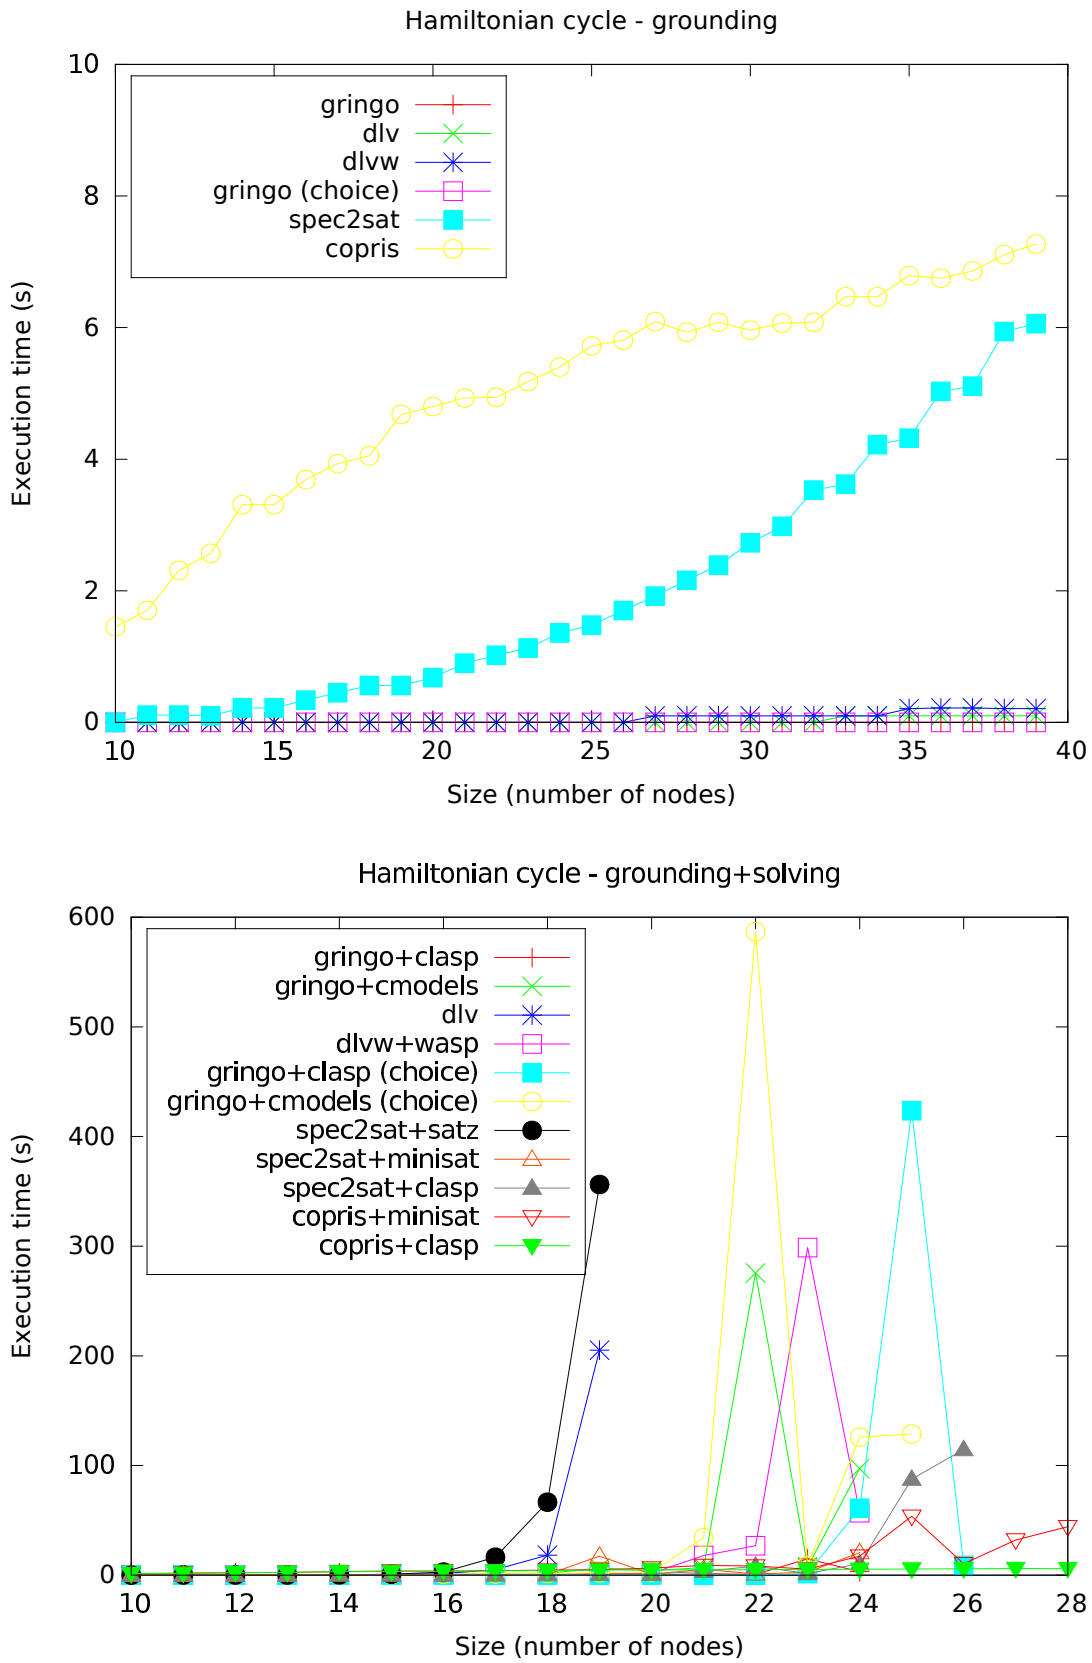 Hamiltonian cycle - grounding
10
8
6
4
2
0
Execution time (s)
gringo
dlv
dlvw
gringo (choice)
spec2sat
copris
10 15 20 25 30 35 40
Size (number of nodes)
Hamiltonian cycle - grounding+solving
600
500
400
300
200
100
0
Execution time (s)
gringo+clasp
gringo+cmodels
dlv
dlvw+wasp
gringo+clasp (choice)
gringo+cmodels (choice)
spec2sat+satz
spec2sat+minisat
spec2sat+clasp
copris+minisat
copris+clasp
10 12 14 16 18 20 22 24 26 28
Size (number of nodes)